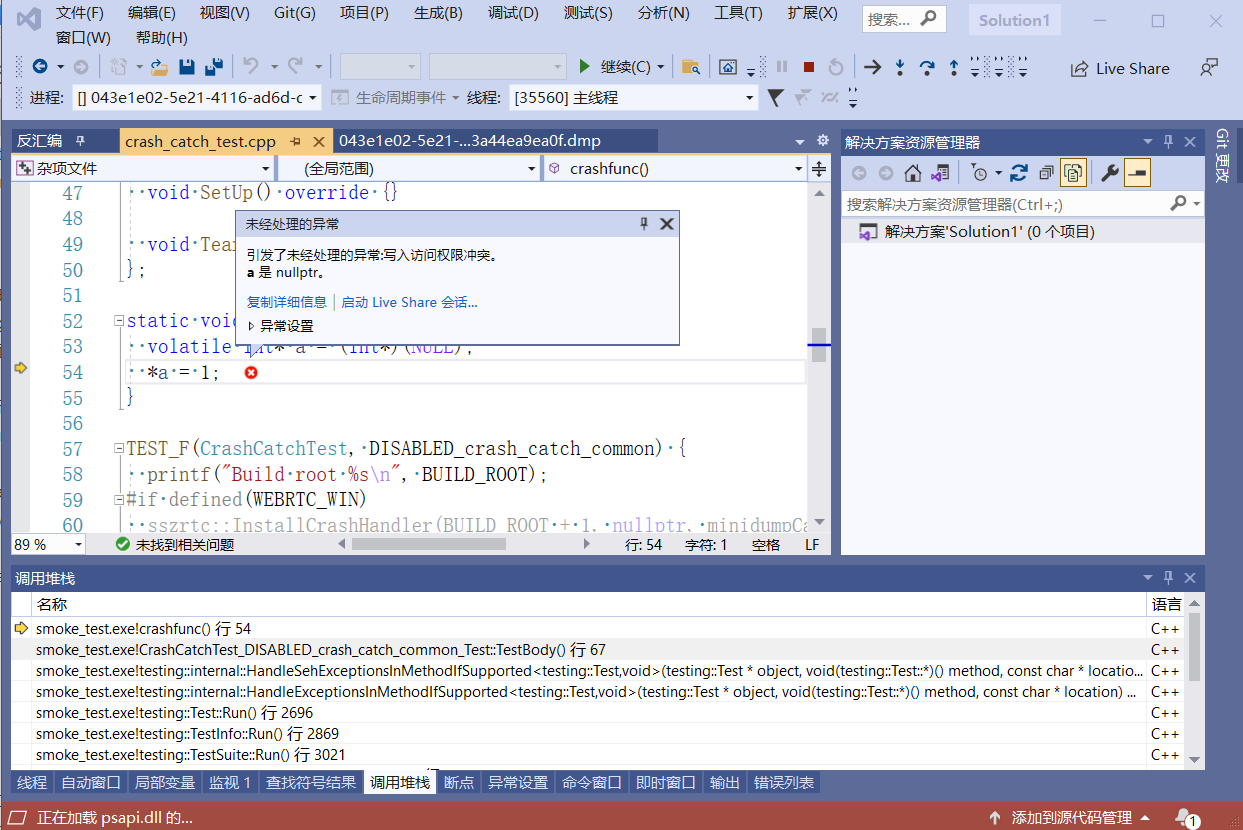 文件(F) 编辑(E) 视图(V) Git(G) 项目(P) 生成(B) 调试(D) 测试(S) 分析(N) 工具(T) 扩展(X) 搜索... Solution1
窗口(W) 帮助(H)
继续(C) Live Share
进程: [] 043e1e02-5e21-4116-ad6d-c 生命周期事件 线程: [35560] 主线程
反汇编 crash_catch_test.cpp 043e1e02-5e21-...3a44ea9ea0f.dmp
杂项文件 (全局范围) crashfunc()
47 void SetUp() override {}
48
49 void Tear
50 };
51
52 static void
53 volatile int* a = (int*)(NULL);
54 *a = 1;
55 }
56
57 TEST_F(CrashCatchTest, DISABLED_crash_catch_common) {
58 printf("Build root %s\n", BUILD_ROOT);
59 #if defined(WEBRTC_WIN)
60 sszrtc::InstallCrashHandler(BUILD_ROOT + 1, nullptr, minidumpCa
未经处理的异常
引发了未经处理的异常:写入访问权限冲突。
a 是 nullptr。
复制详细信息 | 启动 Live Share 会话...
异常设置
89 % 未找到相关问题 行: 54 字符: 1 空格 LF
解决方案资源管理器
搜索解决方案资源管理器(Ctrl+;)
解决方案'Solution1' (0 个项目)
Git 更改
调用堆栈
名称 语言
smoke_test.exe!crashfunc() 行 54 C++
smoke_test.exe!CrashCatchTest_DISABLED_crash_catch_common_Test::TestBody() 行 67 C++
smoke_test.exe!testing::internal::HandleSehExceptionsInMethodIfSupported<testing::Test,void>(testing::Test * object, void(testing::Test::*)() method, const char * locatio... C++
smoke_test.exe!testing::internal::HandleExceptionsInMethodIfSupported<testing::Test,void>(testing::Test * object, void(testing::Test::*)() method, const char * location) ... C++
smoke_test.exe!testing::Test::Run() 行 2696 C++
smoke_test.exe!testing::TestInfo::Run() 行 2869 C++
smoke_test.exe!testing::TestSuite::Run() 行 3021 C++
线程 自动窗口 局部变量 监视 1 查找符号结果 调用堆栈 断点 异常设置 命令窗口 即时窗口 输出 错误列表
正在加载 psapi.dll 的... 添加到源代码管理 1